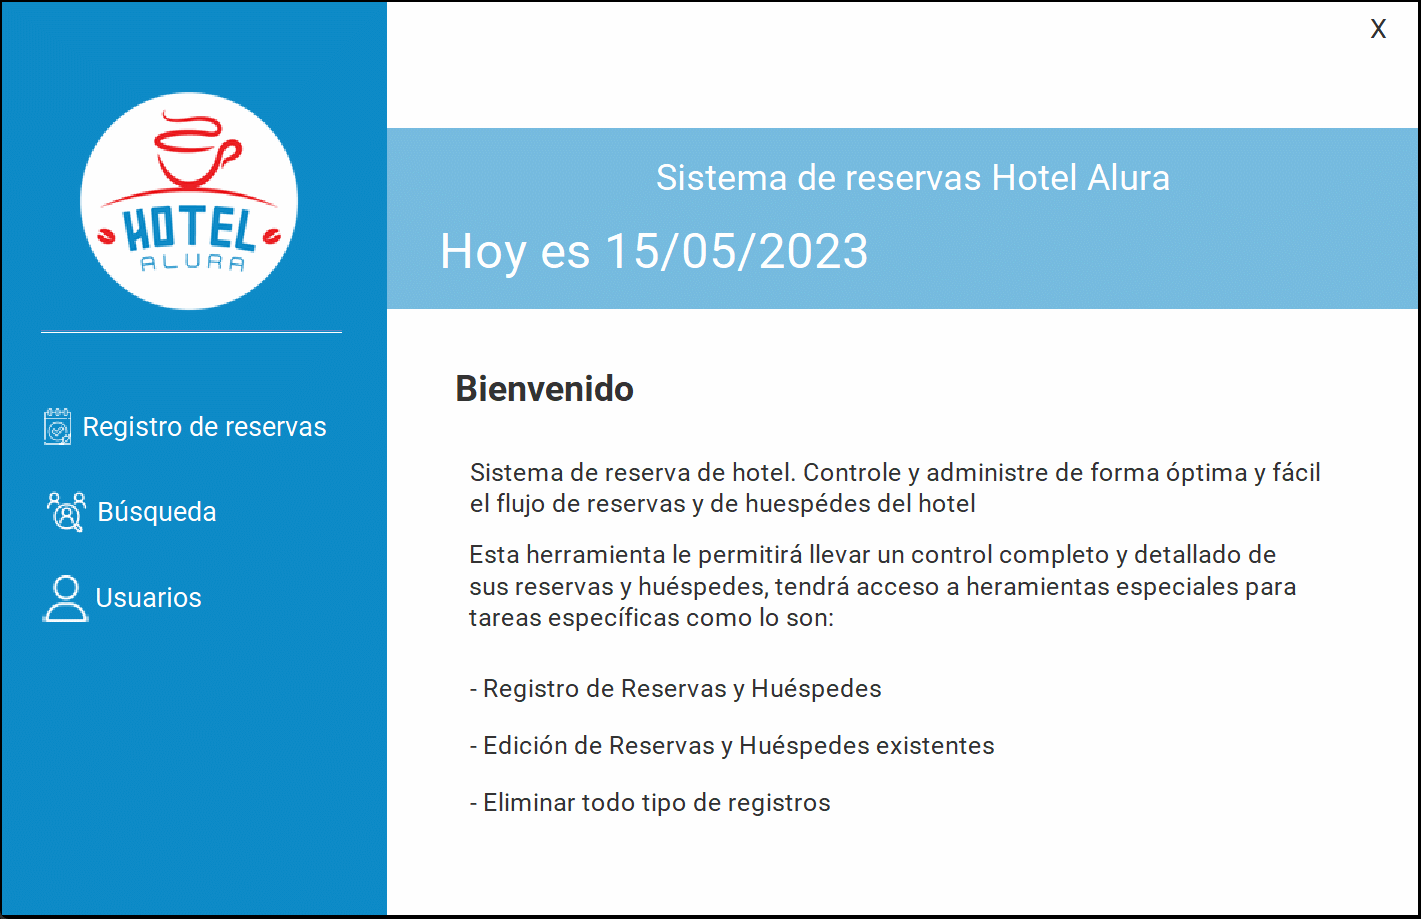 X
HOTEL
ALURA
Registro de reservas
Búsqueda
Usuarios
Sistema de reservas Hotel Alura
Hoy es 15/05/2023
Bienvenido
Sistema de reserva de hotel. Controle y administre de forma óptima y fácil
el flujo de reservas y de huespédes del hotel
Esta herramienta le permitirá llevar un control completo y detallado de
sus reservas y huéspedes, tendrá acceso a heramientas especiales para
tareas específicas como lo son:
- Registro de Reservas y Huéspedes
- Edición de Reservas y Huéspedes existentes
- Eliminar todo tipo de registros